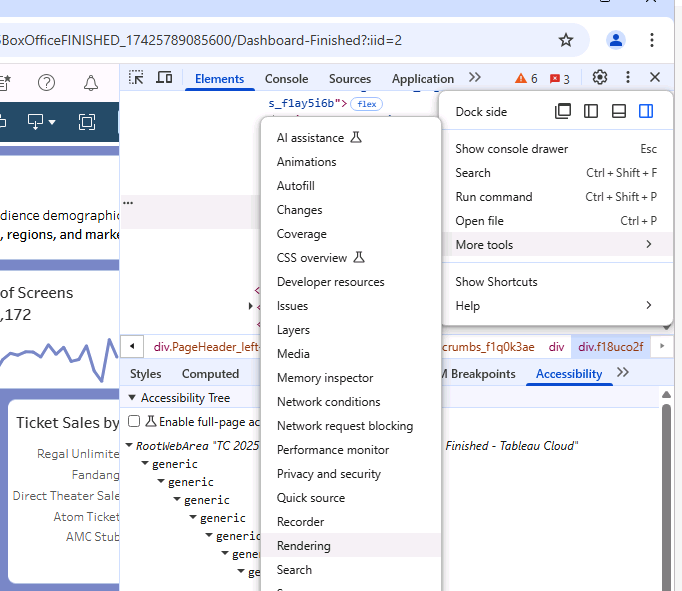 BoxOfficeFINISHED_17425789085600/Dashboard-Finished?:iid=2
Elements Console Sources Application 6 3
s_f1ay5i6b"> flex
Dock side
Show console drawer Esc
Search Ctrl + Shift + F
Run command Ctrl + Shift + P
Open file Ctrl + P
More tools
Show Shortcuts
Help
AI assistance
Animations
Autofill
Changes
Coverage
CSS overview
Developer resources
Issues
Layers
Media
Memory inspector
Network conditions
Network request blocking
Performance monitor
Privacy and security
Quick source
Recorder
Rendering
Search
dience demographic
, regions, and marke
of Screens
,172
Ticket Sales by
Regal Unlimite
Fandang
Direct Theater Sale
Atom Ticket
AMC Stub
...
div.PageHeader_left- crumbs_f1q0k3ae div div.f18uco2f
Styles Computed M Breakpoints Accessibility
Accessibility Tree
Enable full-page ac
RootWebArea "TC 2025 Finished - Tableau Cloud"
generic
generic
generic
generic
generic
gene
ge